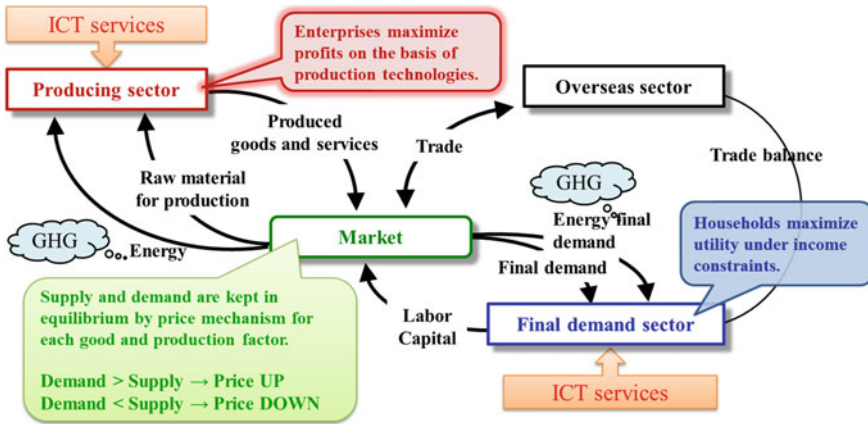 ICT services
Enterprises maximize
profits on the basis of
production technologies.
Producing sector
Overseas sector
Produced
goods and services
Trade
Trade balance
Raw material
for production
GHG
Energy
GHG
Energy final
demand
Market
Final demand
Households maximize
utility under income
constraints.
Supply and demand are kept in
equilibrium by price mechanism for
each good and production factor.
Demand > Supply → Price UP
Demand < Supply → Price DOWN
Labor
Capital
Final demand sector
ICT services